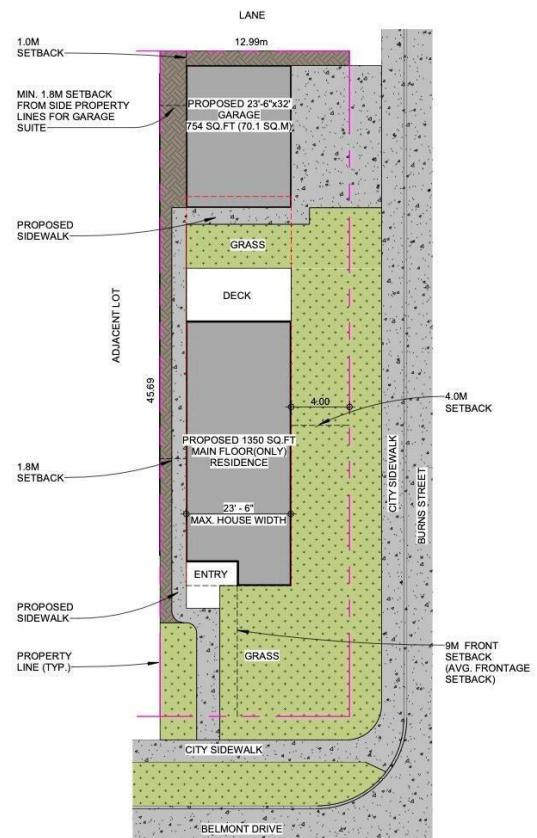 LANE
1.0M
SETBACK
12.99m
MIN. 1.8M SETBACK
FROM SIDE PROPERTY
LINES FOR GARAGE
SUITE
PROPOSED 23'-6"x32'
GARAGE
754 SQ.FT (70.1 SQ.M)
PROPOSED
SIDEWALK
GRASS
DECK
ADJACENT LOT
45.69
4.00
4.0M
SETBACK
PROPOSED 1350 SQ.FT
MAIN FLOOR(ONLY)
RESIDENCE
1.8M
SETBACK
23' - 6"
MAX. HOUSE WIDTH
CITY SIDEWALK
BURNS STREET
ENTRY
PROPOSED
SIDEWALK
PROPERTY
LINE (TYP.)
GRASS
9M FRONT
SETBACK
(AVG. FRONTAGE
SETBACK)
CITY SIDEWALK
BELMONT DRIVE